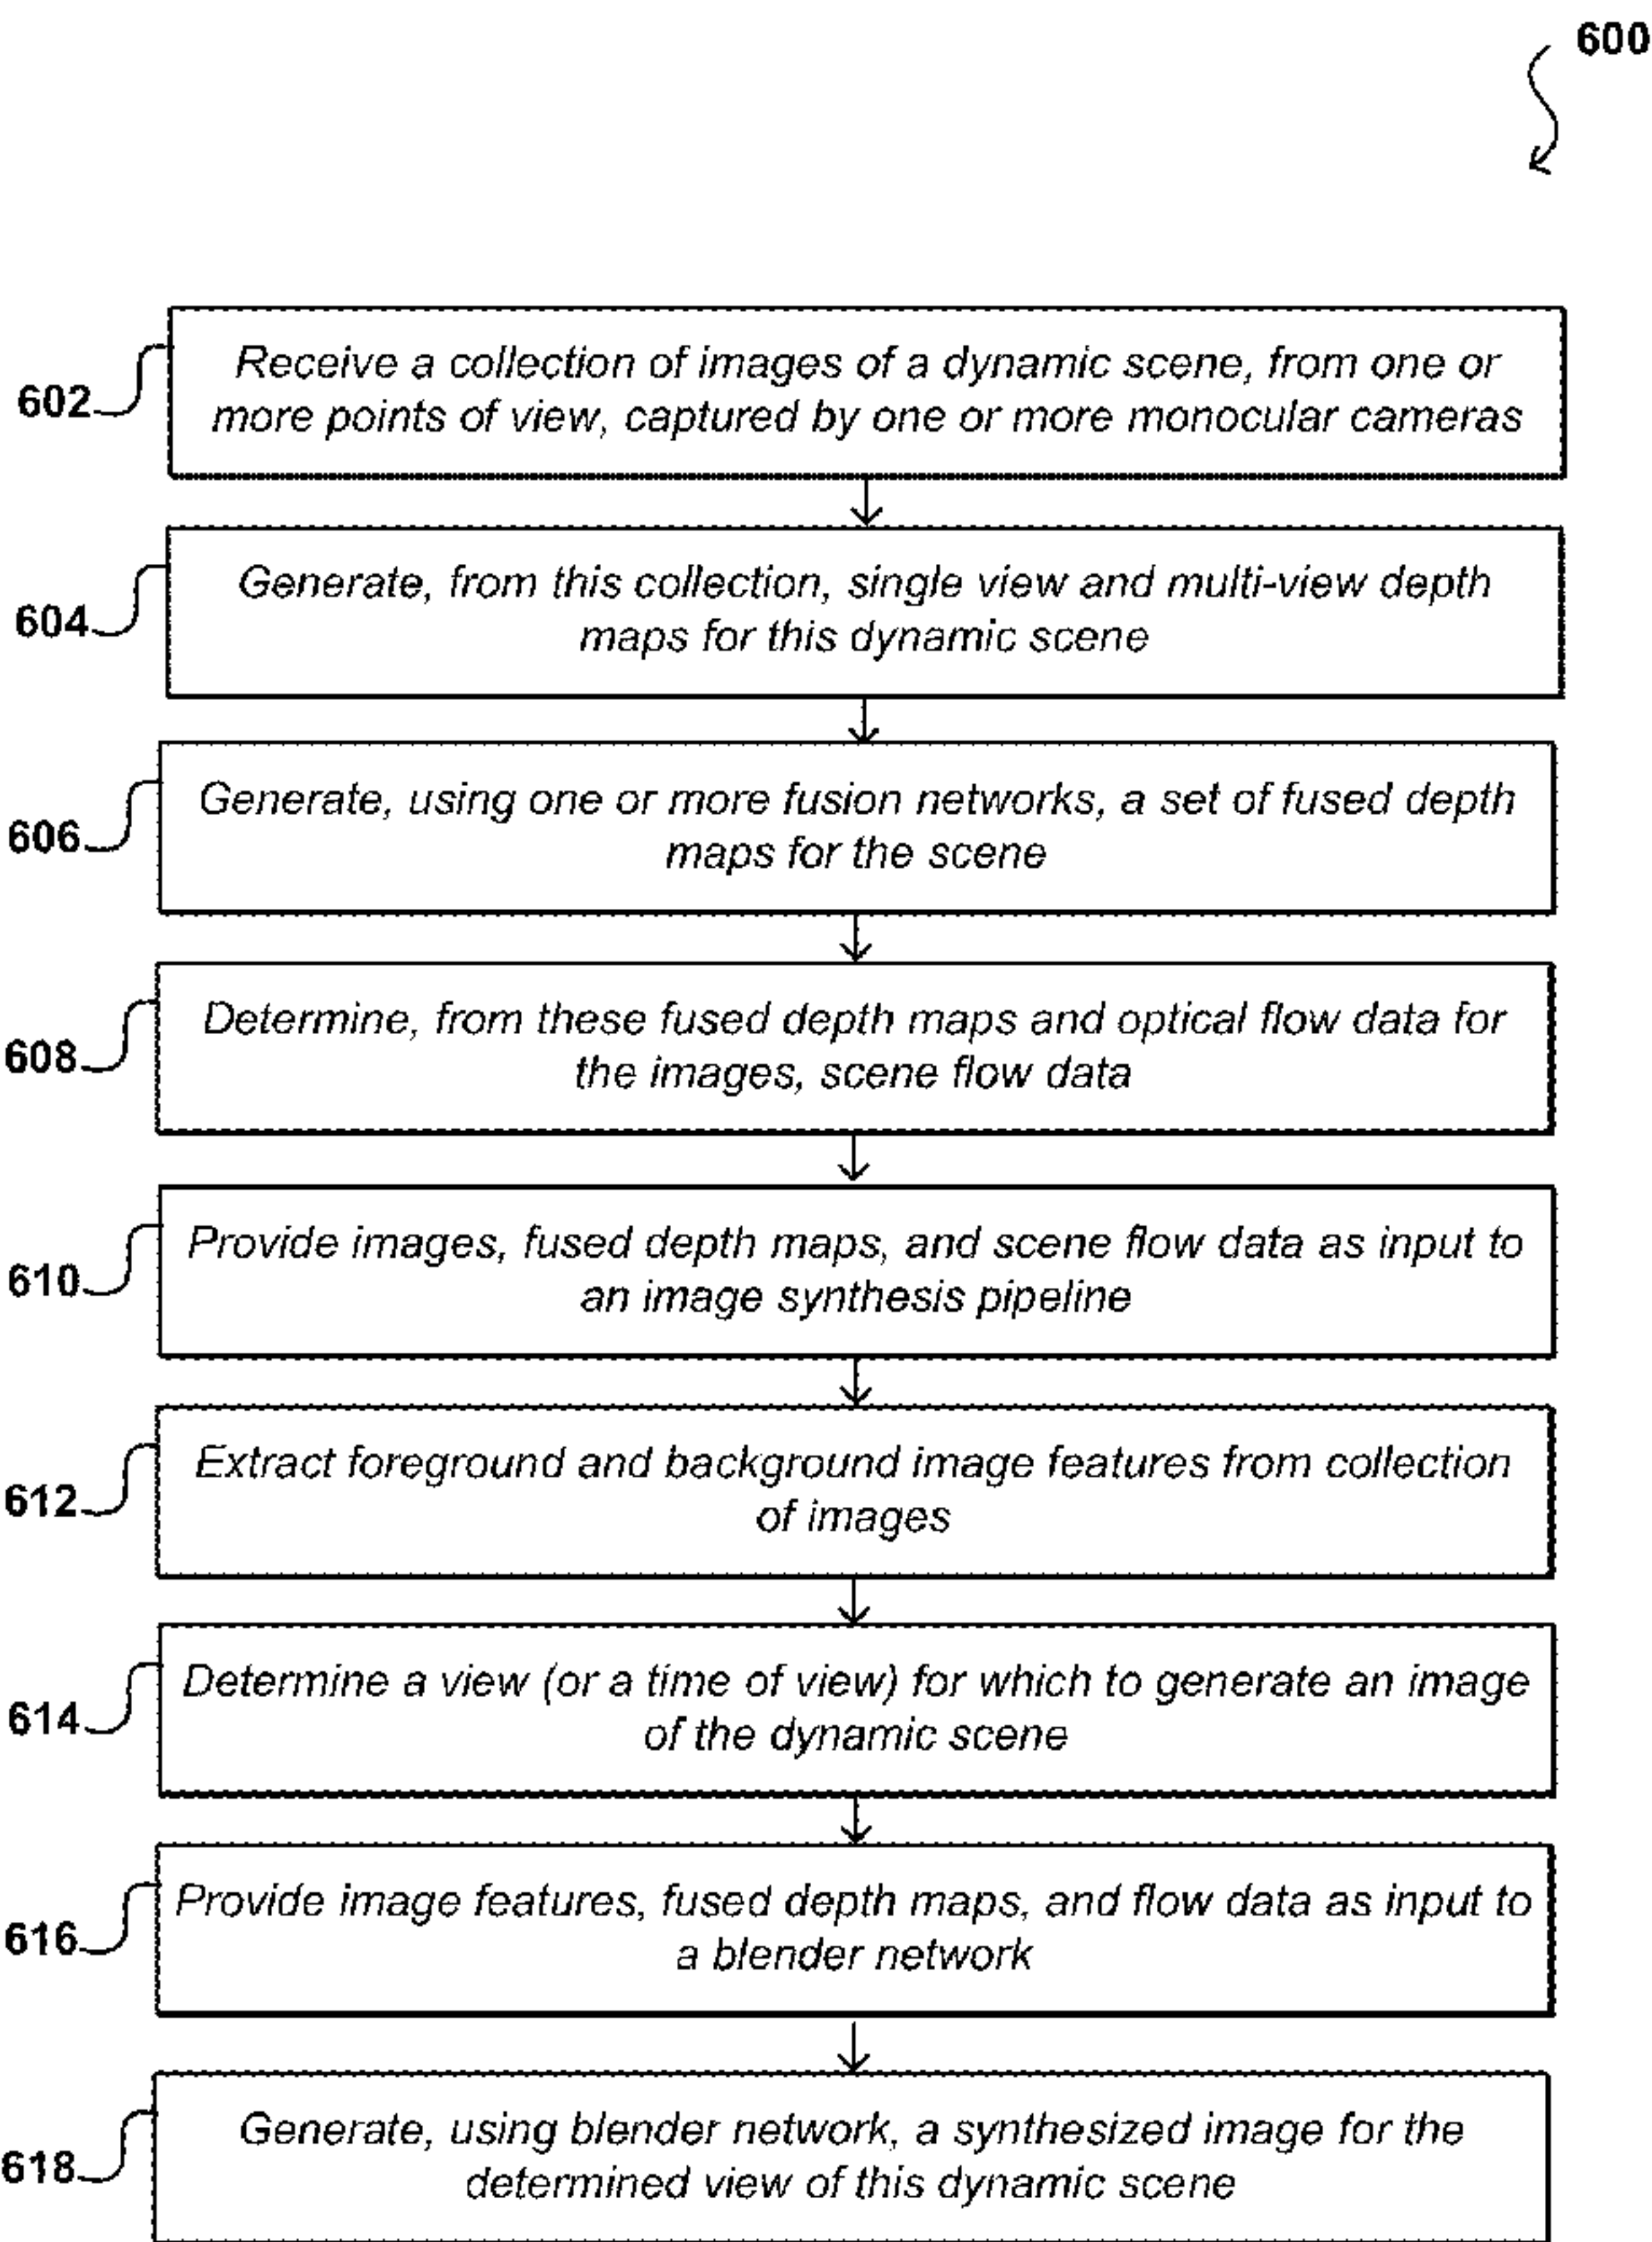 600
602
Receive a collection of images of a dynamic scene, from one or
more points of view, captured by one or more monocular cameras
604
Generate, from this collection, single view and multi-view depth
maps for this dynamic scene
606
Generate, using one or more fusion networks, a set of fused depth
maps for the scene
608
Determine, from these fused depth maps and optical flow data for
the images, scene flow data
610
Provide images, fused depth maps, and scene flow data as input to
an image synthesis pipeline
612
Extract foreground and background image features from collection
of images
614
Determine a view (or a time of view) for which to generate an image
of the dynamic scene
616
Provide image features, fused depth maps, and flow data as input to
a blender network
618
Generate, using blender network, a synthesized image for the
determined view of this dynamic scene